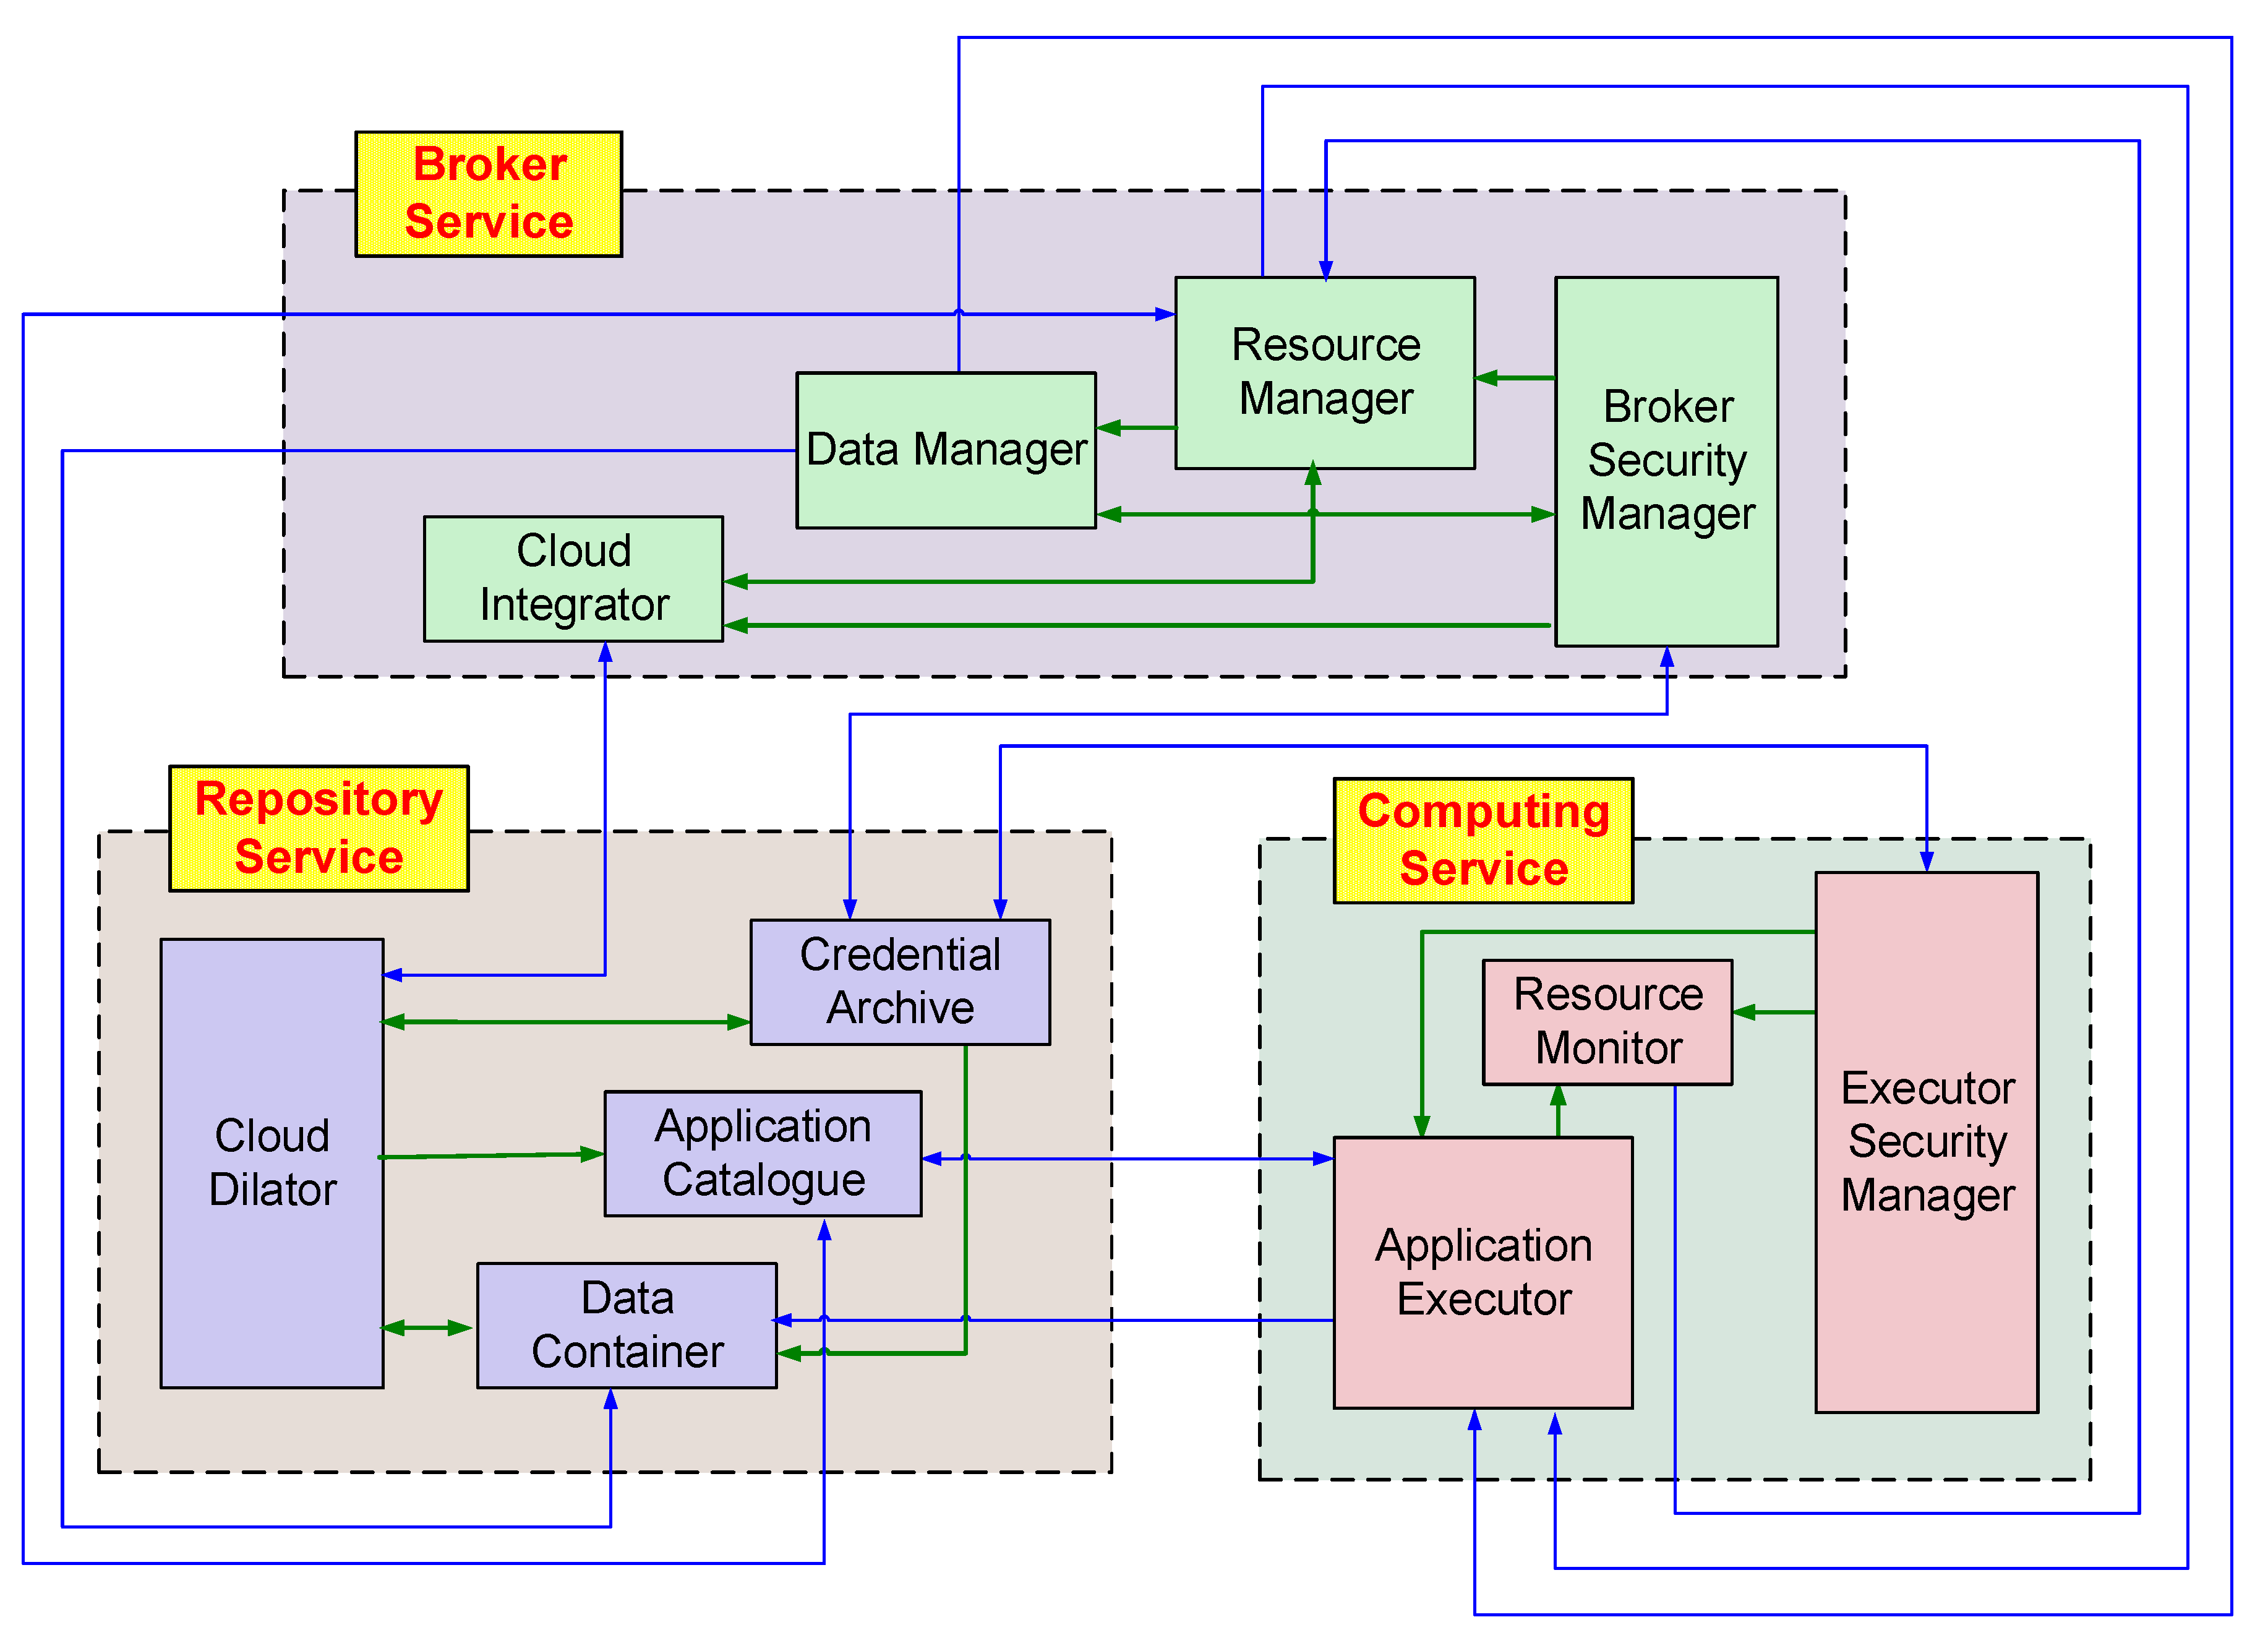 Broker
Service
Resource
Manager
Broker
Security
Manager
Data Manager
Cloud
Integrator
Repository
Service
Computing
Service
Credential
Archive
Resource
Monitor
Executor
Security
Manager
Cloud
Dilator
Application
Catalogue
Application
Executor
Data
Container